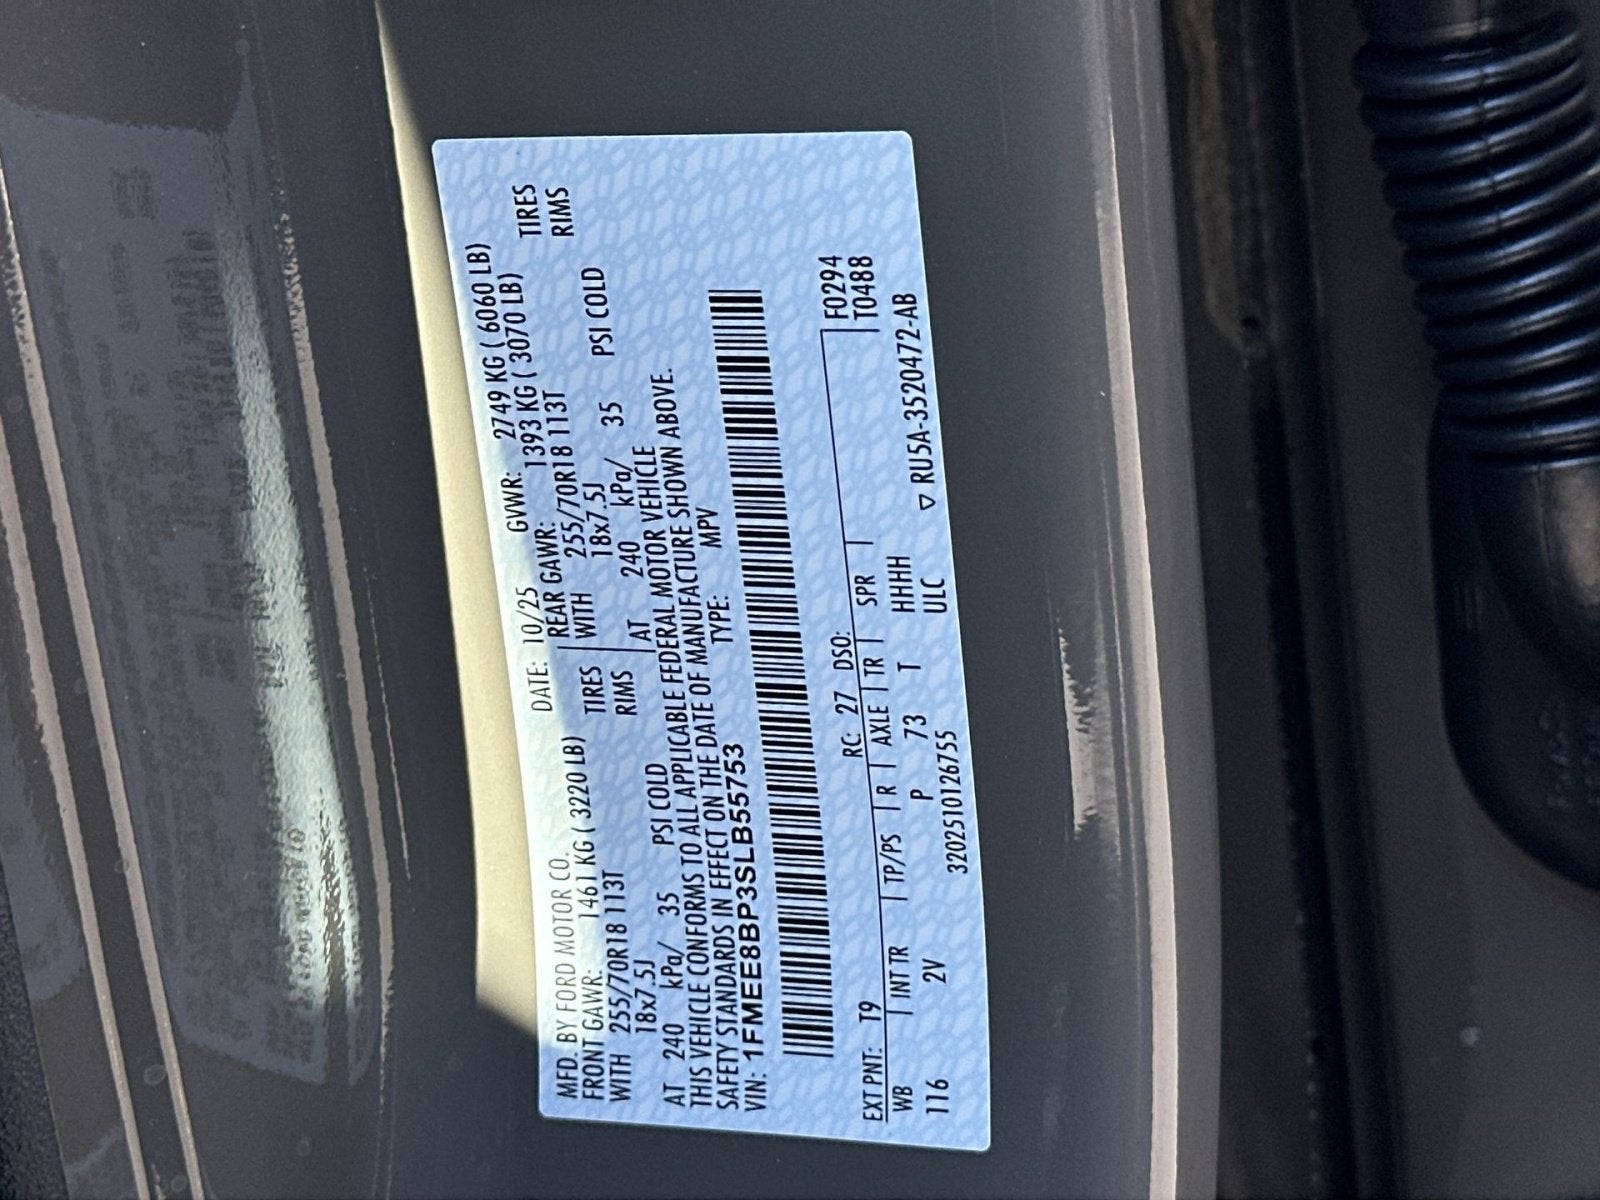 MFD. BY FORD MOTOR CO.
DATE: 10/25 GVWR: 2749 KG ( 6060 LB)
FRONT GAWR: 1461 KG ( 3220 LB)
REAR GAWR: 1393 KG ( 3070 LB)
WITH 255/70R18 113T TIRES
WITH 255/70R18 113T TIRES
18x7.5J RIMS
18x7.5J RIMS
AT 240 kPa/ 35 PSI COLD
AT 240 kPa/ 35 PSI COLD
THIS VEHICLE CONFORMS TO ALL APPLICABLE FEDERAL MOTOR VEHICLE
SAFETY STANDARDS IN EFFECT ON THE DATE OF MANUFACTURE SHOWN ABOVE.
VIN: 1FMEE8BP3SLB55753 TYPE: MPV
EXT PNT: T9 RC: 27 DSO: F0294
WB INT TR TP/PS R AXLE TR SPR T0488
116 2V P 73 T HHHH
ULC ▽ RU5A-3520472-AB
3202510126755